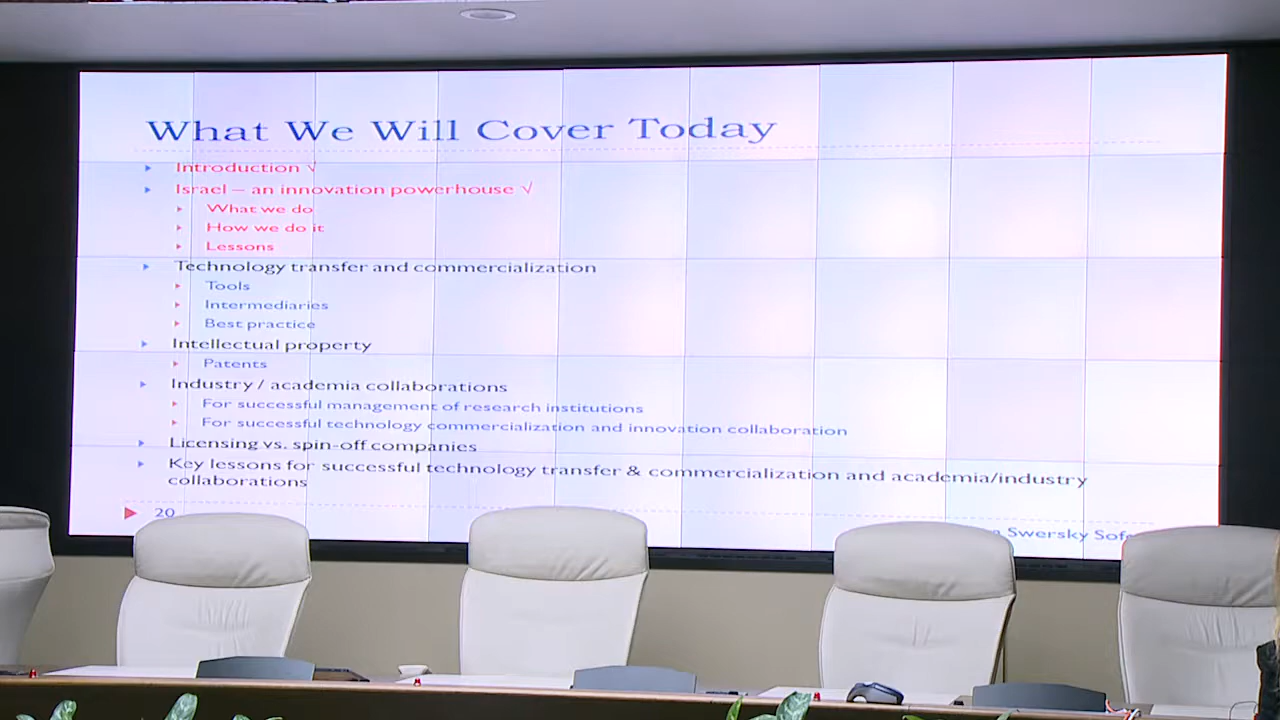 What We Will Cover Today
Introduction √
Israel – an innovation powerhouse √
What we do
How we do it
Lessons
Technology transfer and commercialization
Tools
Intermediaries
Best practice
Intellectual property
Patents
Industry / academia collaborations
For successful management of research institutions
For successful technology commercialization and innovation collaboration
Licensing vs. spin-off companies
Key lessons for successful technology transfer & commercialization and academia/industry
collaborations
20
Swersky